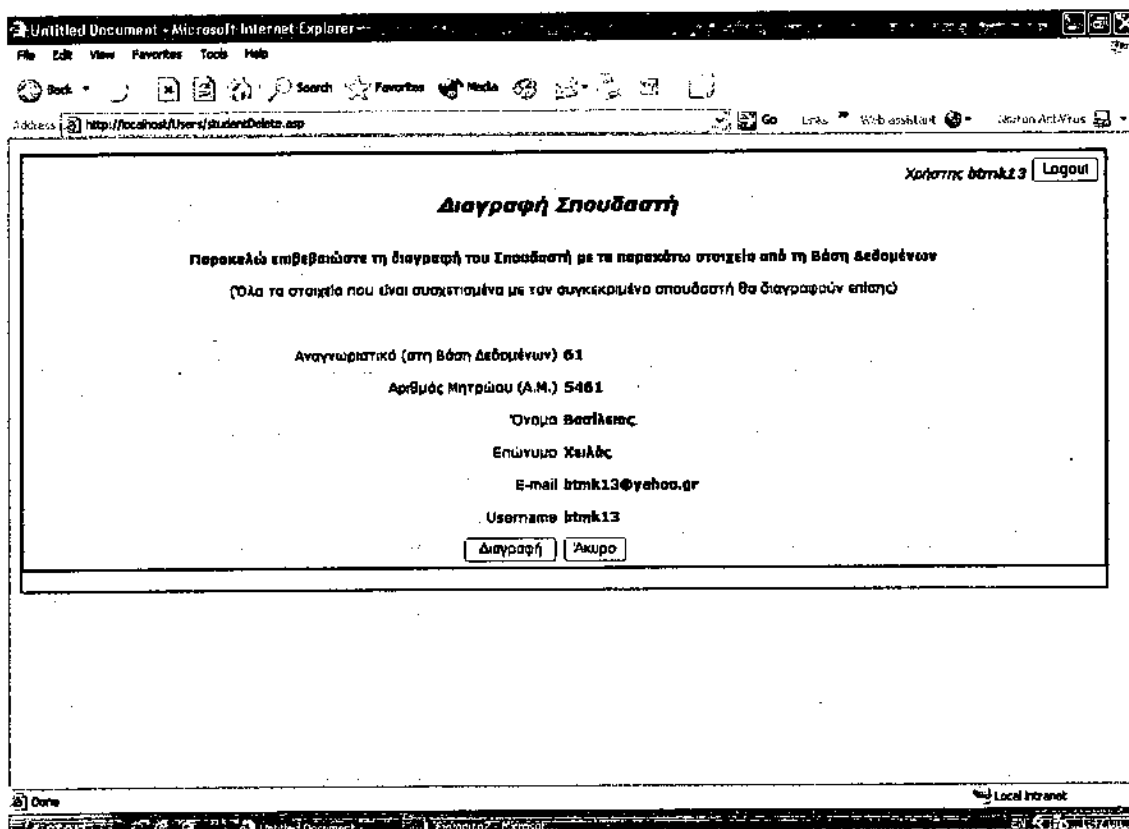 Untitled Document - Microsoft Internet Explorer
File Edit View Favorites Tools Help
Back Search Favorites Media
Address http://localhost/Users/studentDelete.asp Go Links » Web assistant Norton AntiVirus
Χρήστης btmk13 Logout
Διαγραφή Σπουδαστή
Παρακαλώ επιβεβαιώστε τη διαγραφή του Σπουδαστή με τα παρακάτω στοιχεία από τη Βάση Δεδομένων
(Όλα τα στοιχεία που είναι συσχετισμένα με τον συγκεκριμένο σπουδαστή θα διαγραφούν επίσης)
Αναγνωριστικό (στη Βάση Δεδομένων) 61
Αριθμός Μητρώου (Α.Μ.) 5461
Όνομα Βασίλειος
Επώνυμο Χειλάς
E-mail btmk13@yahoo.gr
Username btmk13
Διαγραφή Άκυρο
Done Local intranet
Untitled Document - EN